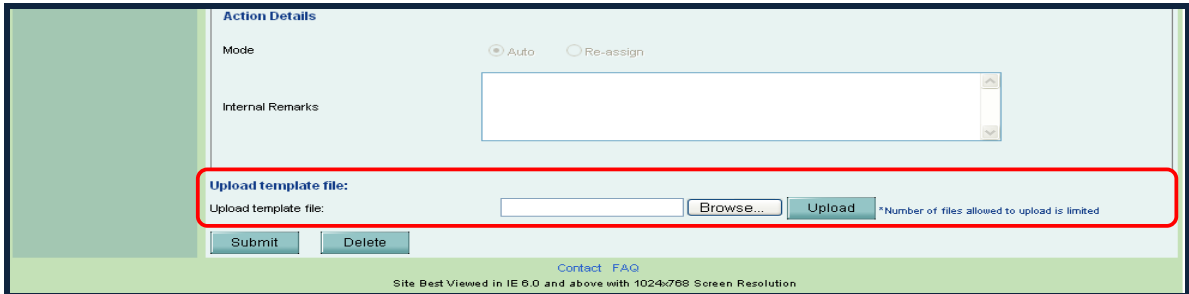 Action Details
Mode Auto Re-assign
Internal Remarks
Upload template file:
Upload template file: Browse... Upload *Number of files allowed to upload is limited
Submit Delete
Contact FAQ
Site Best Viewed in IE 6.0 and above with 1024x768 Screen Resolution